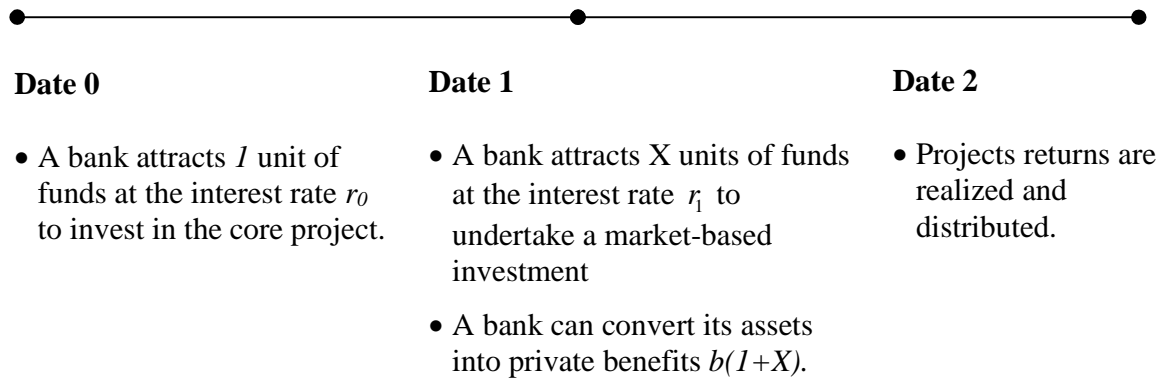 Date 0
• A bank attracts 1 unit of
funds at the interest rate r0
to invest in the core project.
Date 1
• A bank attracts X units of funds
at the interest rate r1 to
undertake a market-based
investment
• A bank can convert its assets
into private benefits b(1+X).
Date 2
• Projects returns are
realized and
distributed.